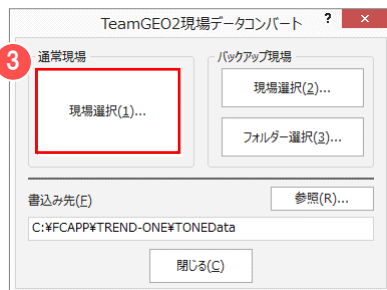 TeamGEO2現場データコンバート ? ×
3
通常現場
現場選択(1)...
バックアップ現場
現場選択(2)...
フォルダー選択(3)...
書込み先(F)
参照(R)...
C:¥FCAPP¥TREND-ONE¥TONEData
閉じる(C)